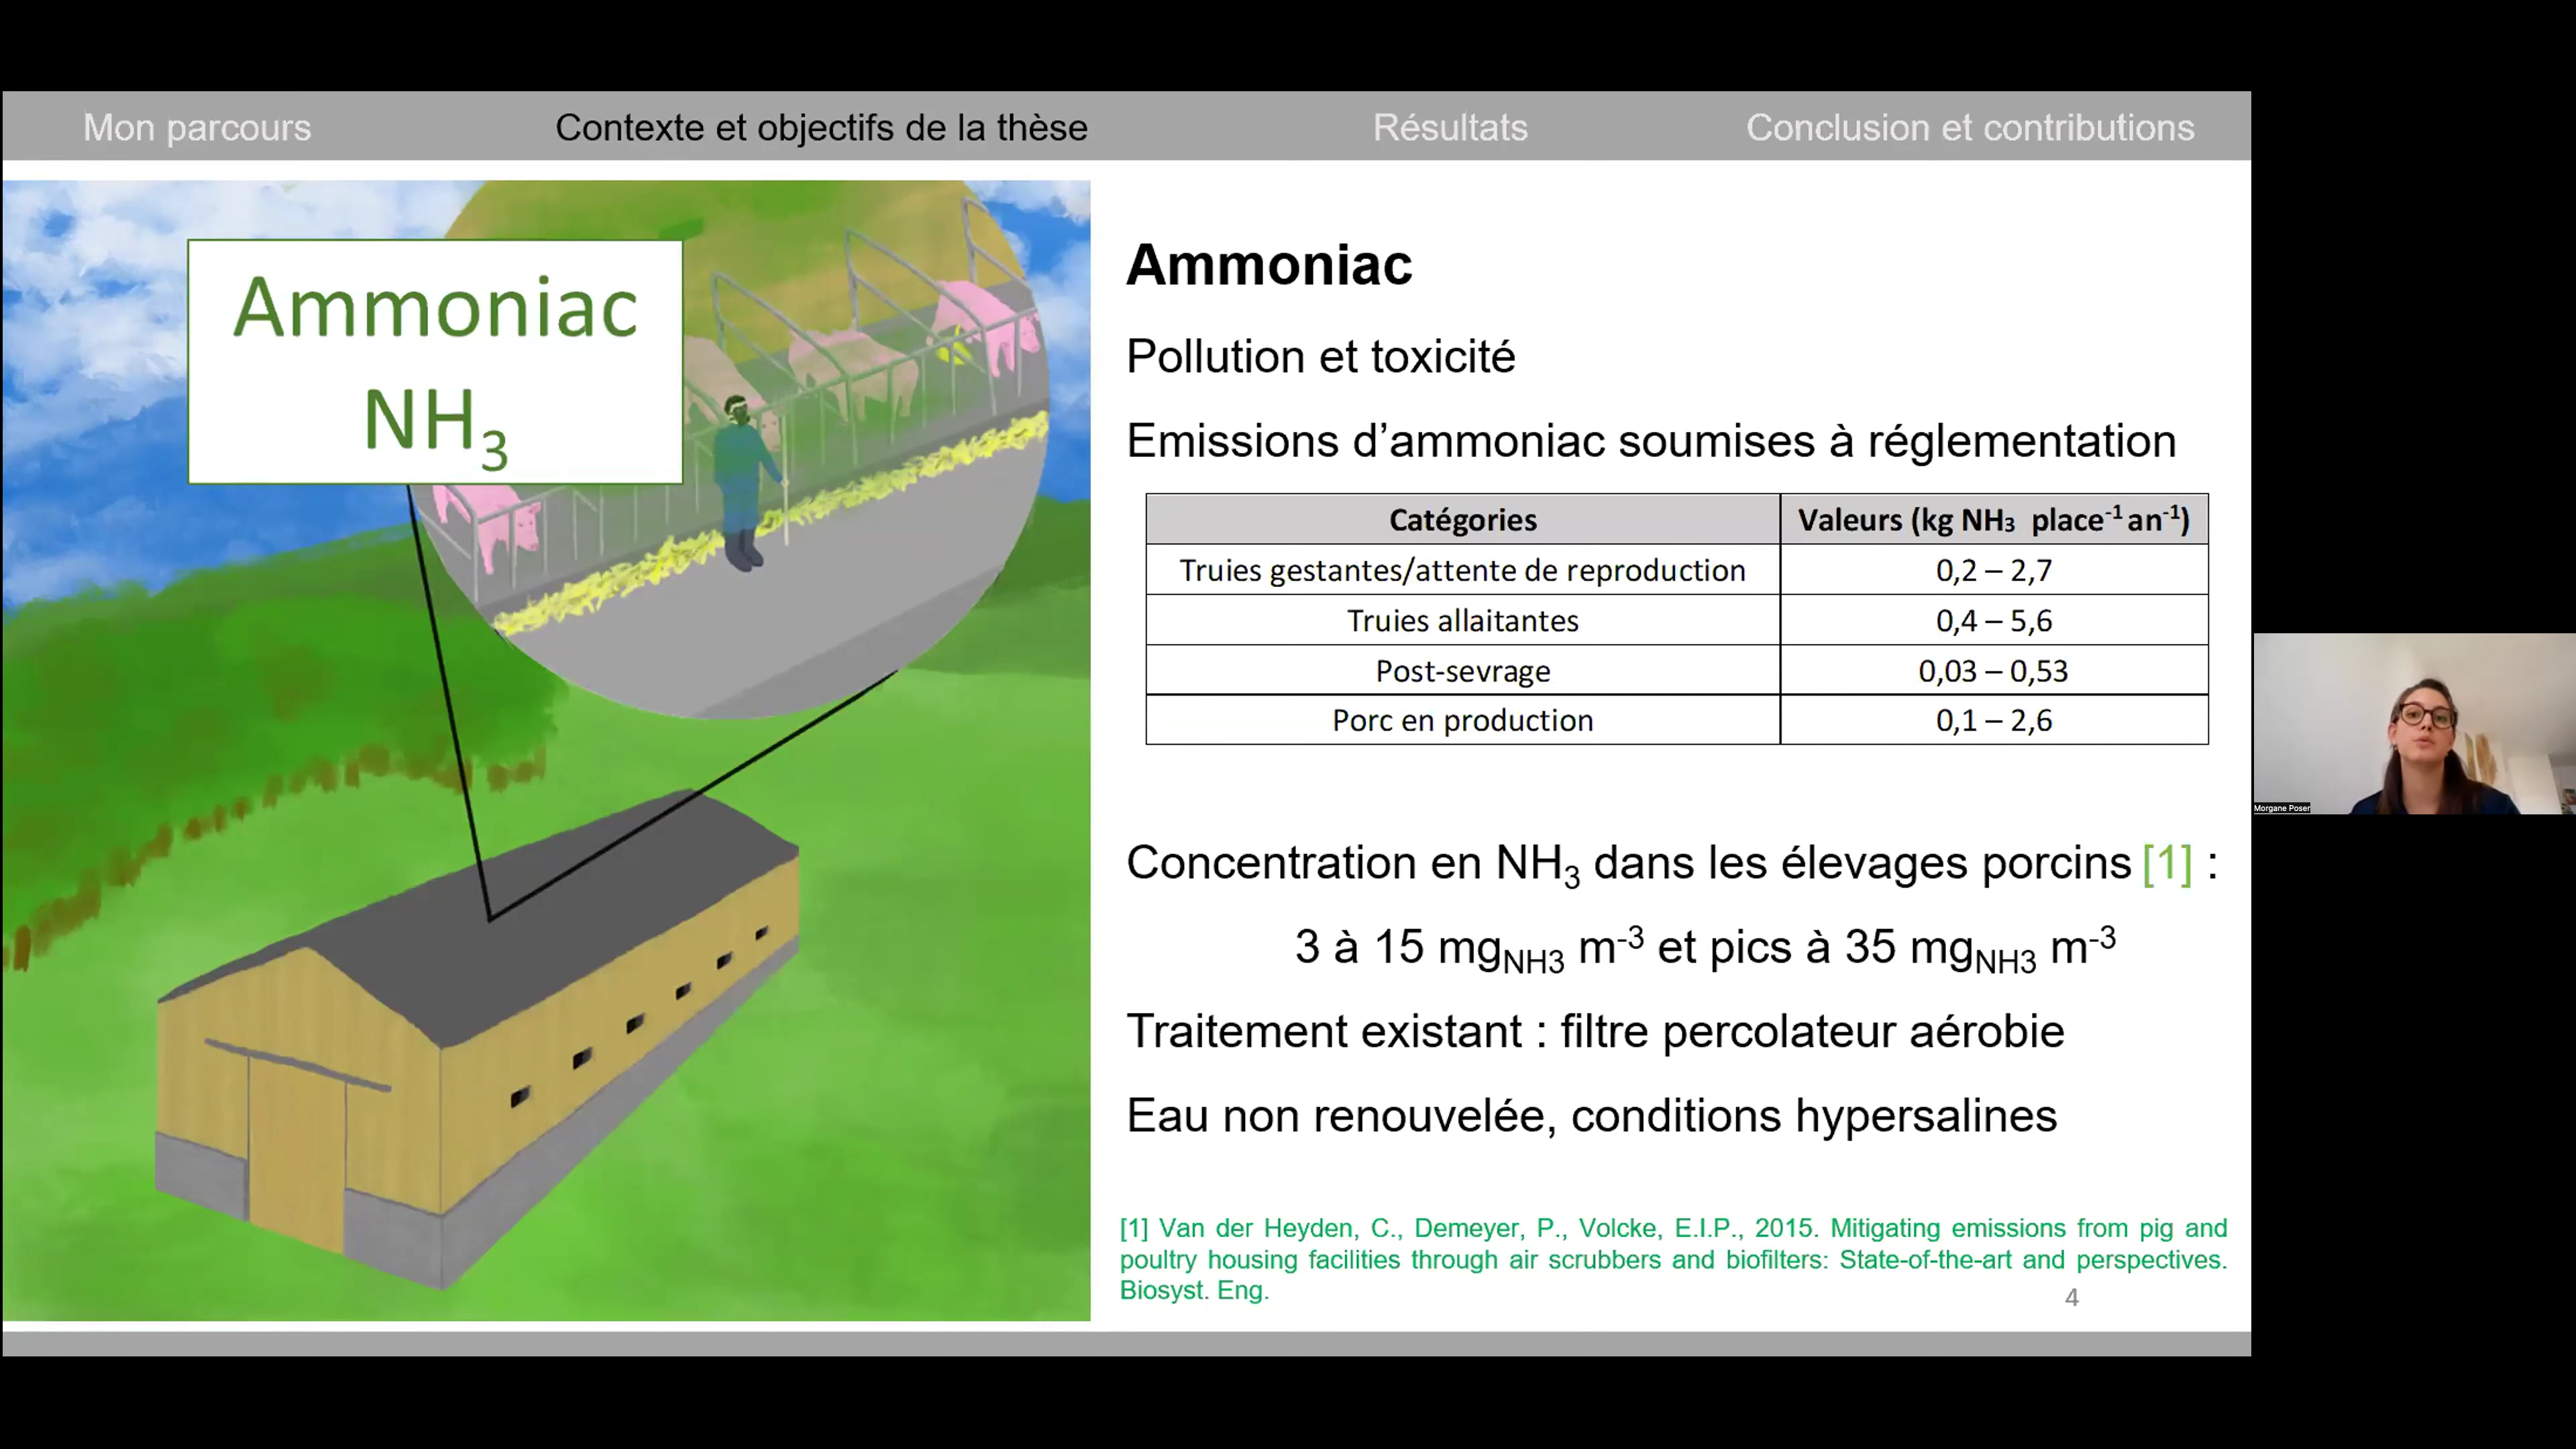 Mon parcours Contexte et objectifs de la thèse Résultats Conclusion et contributions
Ammoniac
NH3
Ammoniac
Pollution et toxicité
Emissions d’ammoniac soumises à réglementation
Catégories Valeurs (kg NH3 place-1 an-1)
Truies gestantes/attente de reproduction 0,2 – 2,7
Truies allaitantes 0,4 – 5,6
Post-sevrage 0,03 – 0,53
Porc en production 0,1 – 2,6
Concentration en NH3 dans les élevages porcins [1] :
3 à 15 mgNH3 m-3 et pics à 35 mgNH3 m-3
Traitement existant : filtre percolateur aérobie
Eau non renouvelée, conditions hypersalines
[1] Van der Heyden, C., Demeyer, P., Volcke, E.I.P., 2015. Mitigating emissions from pig and
poultry housing facilities through air scrubbers and biofilters: State-of-the-art and perspectives.
Biosyst. Eng.
4
Morgane Poser